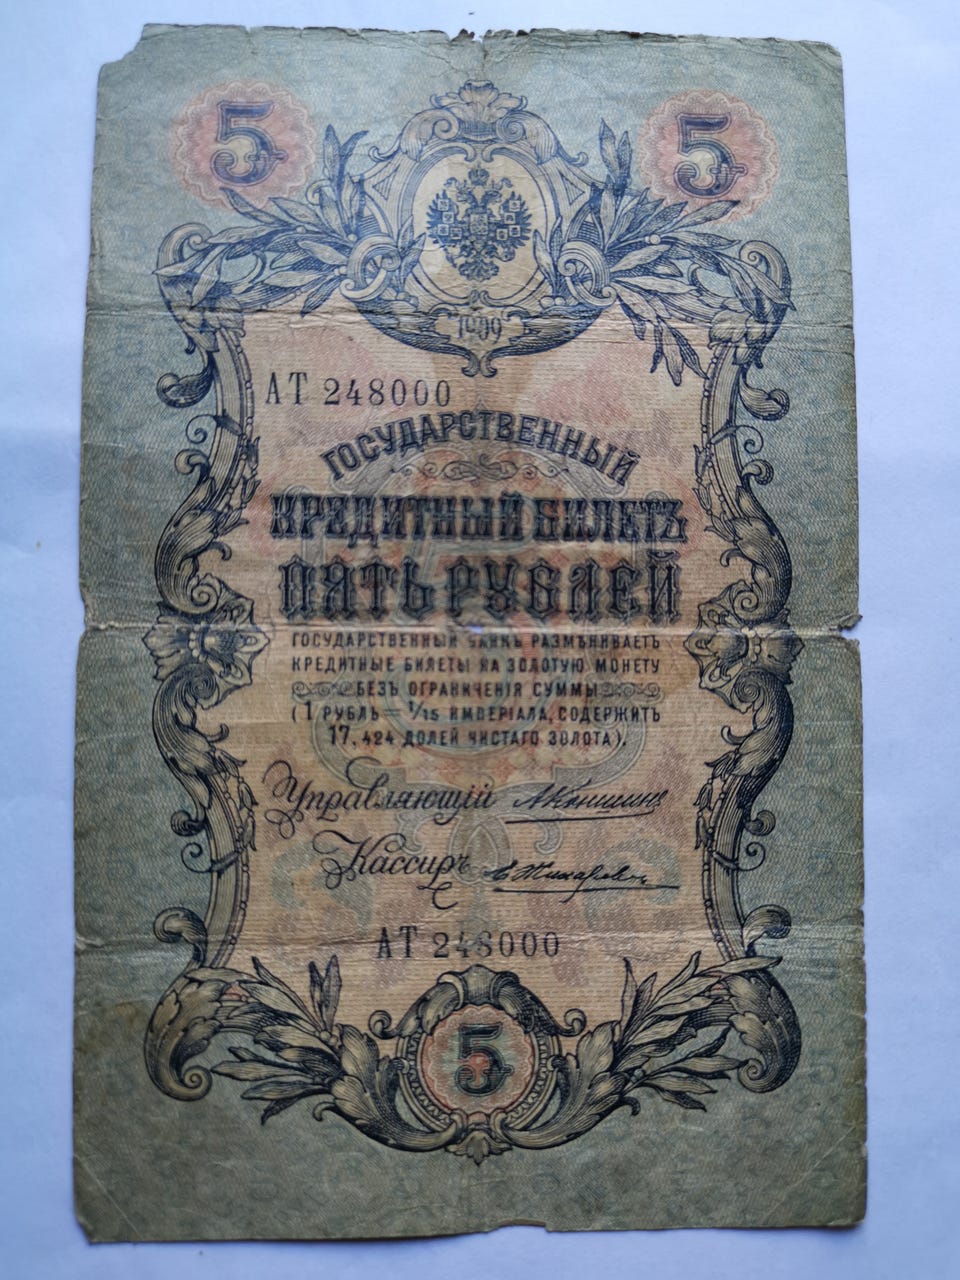 5 5
1909
АТ 248000
ГОСУДАРСТВЕННЫЙ
КРЕДИТНЫЙ БИЛЕТЪ
ПЯТЬ РУБЛЕЙ
ГОСУДАРСТВЕННЫЙ БАНКЪ РАЗМѢНИВАЕТЪ
КРЕДИТНЫЕ БИЛЕТЫ НА ЗОЛОТУЮ МОНЕТУ
БЕЗЪ ОГРАНИЧЕНІЯ СУММЫ
(1 РУБЛЬ — 1/15 ИМПЕРІАЛА, СОДЕРЖИТЪ
17,424 ДОЛЕЙ ЧИСТАГО ЗОЛОТА).
Управляющій АКоншинъ
Кассиръ
АТ 248000
5